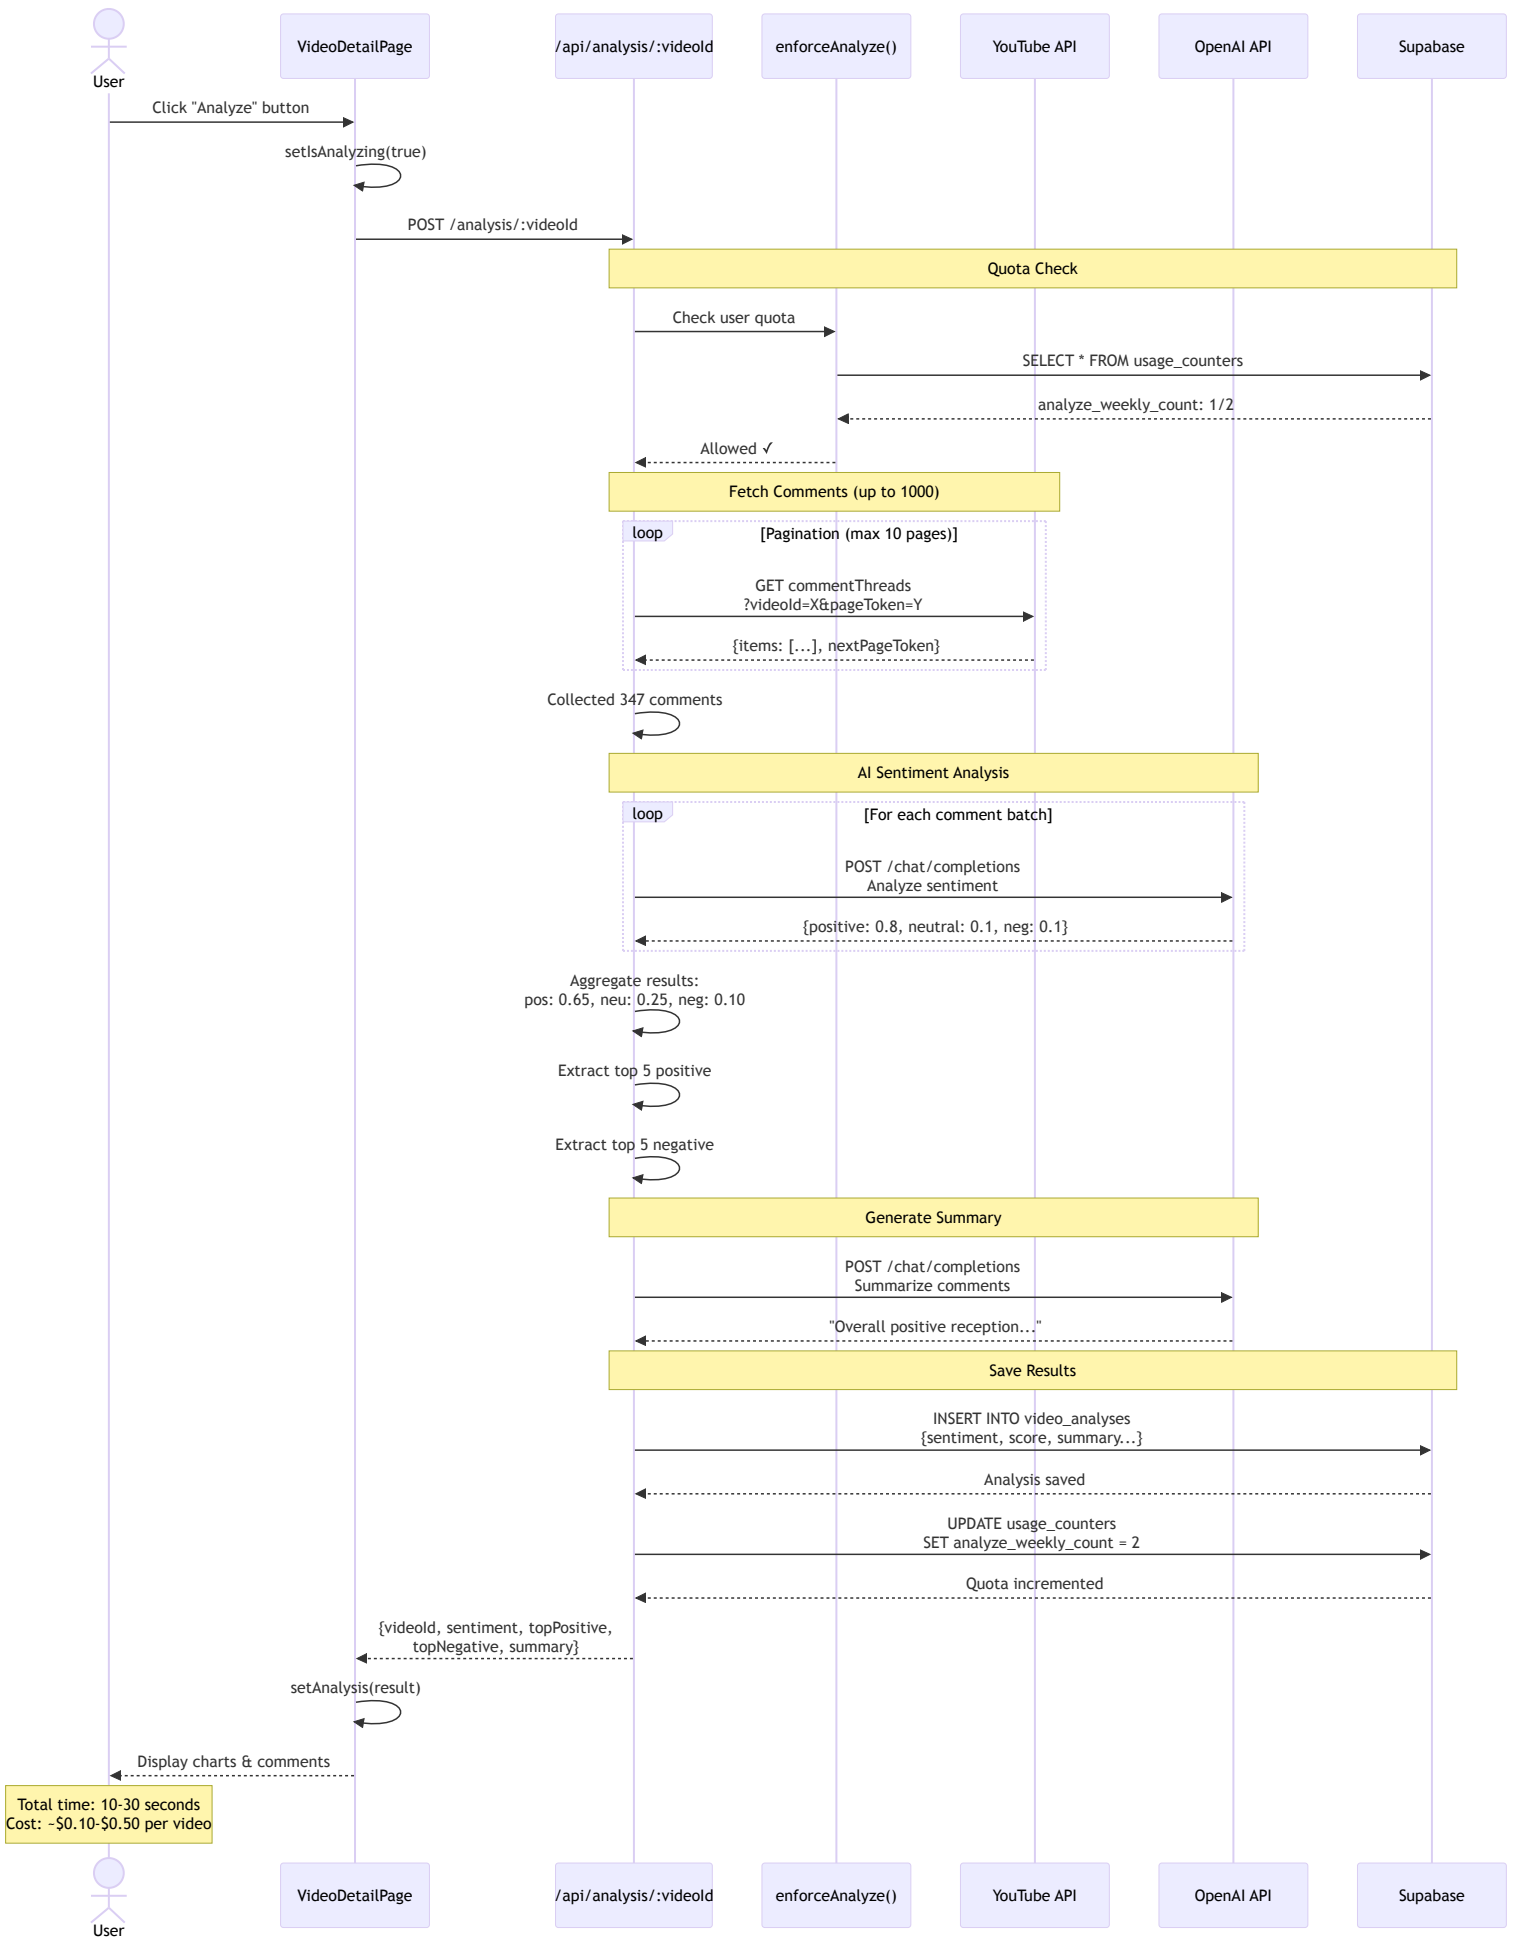 User
VideoDetailPage
/api/analysis/:videoId
enforceAnalyze()
YouTube API
OpenAI API
Supabase
Click "Analyze" button
setIsAnalyzing(true)
POST /analysis/:videoId
Quota Check
Check user quota
SELECT * FROM usage_counters
analyze_weekly_count: 1/2
Allowed ✓
Fetch Comments (up to 1000)
loop
[Pagination (max 10 pages)]
GET commentThreads
?videoId=X&pageToken=Y
{items: [...], nextPageToken}
Collected 347 comments
AI Sentiment Analysis
loop
[For each comment batch]
POST /chat/completions
Analyze sentiment
{positive: 0.8, neutral: 0.1, neg: 0.1}
Aggregate results:
pos: 0.65, neu: 0.25, neg: 0.10
Extract top 5 positive
Extract top 5 negative
Generate Summary
POST /chat/completions
Summarize comments
"Overall positive reception..."
Save Results
INSERT INTO video_analyses
{sentiment, score, summary...}
Analysis saved
UPDATE usage_counters
SET analyze_weekly_count = 2
Quota incremented
{videoId, sentiment, topPositive,
topNegative, summary}
setAnalysis(result)
Display charts & comments
Total time: 10-30 seconds
Cost: ~$0.10-$0.50 per video
User
VideoDetailPage
/api/analysis/:videoId
enforceAnalyze()
YouTube API
OpenAI API
Supabase